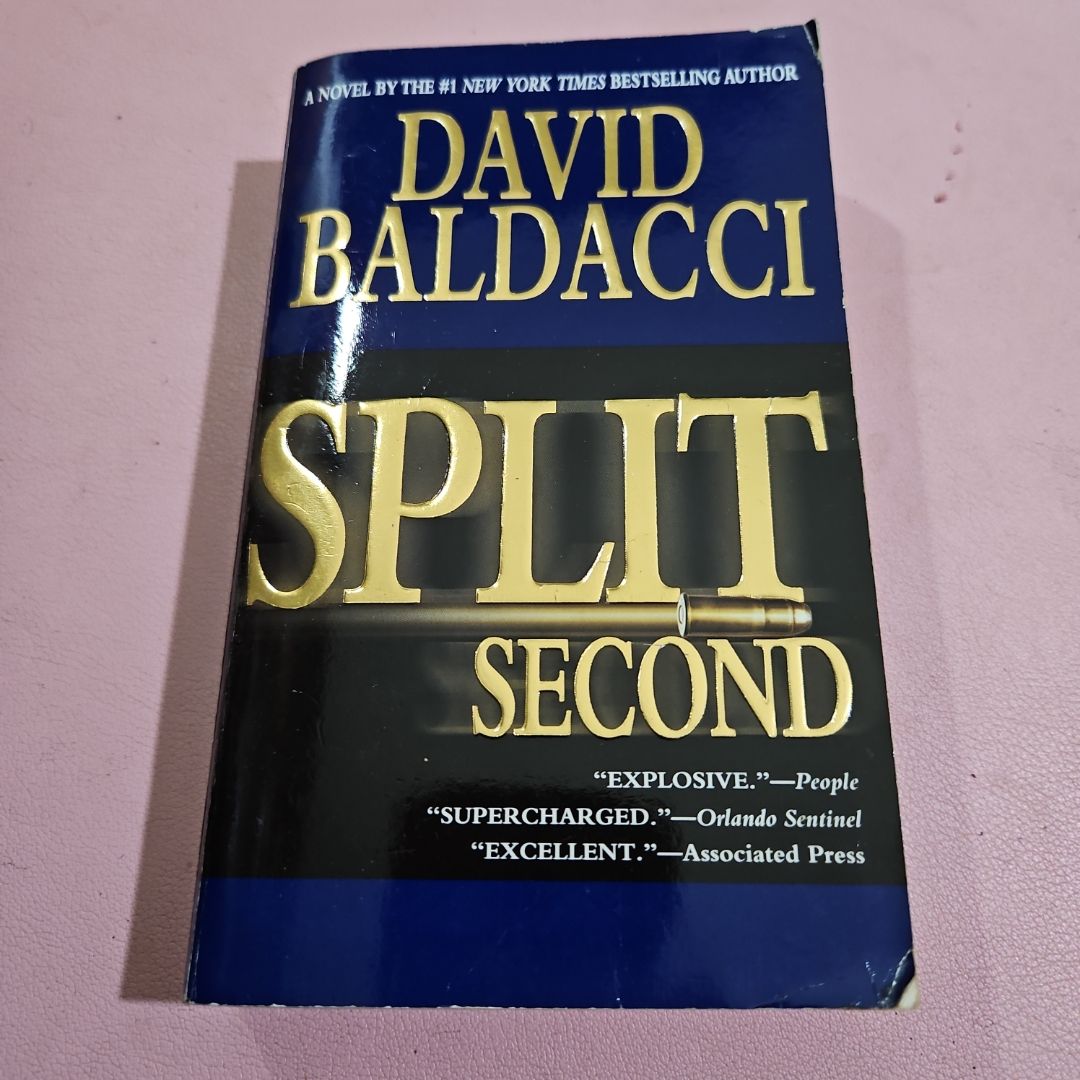 A NOVEL BY THE #1 NEW YORK TIMES BESTSELLING AUTHOR
DAVID
BALDACCI
SPLIT
SECOND
“EXPLOSIVE.”—People
“SUPERCHARGED.”—Orlando Sentinel
“EXCELLENT.”—Associated Press